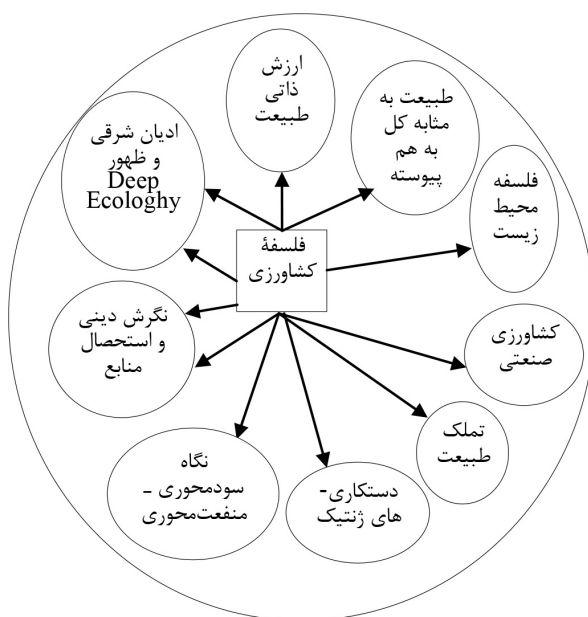 ارزش
ذاتی
طبیعت
طبیعت به
مثابه کل
به هم
پیوسته
ادیان شرقی
و ظهور
Deep
Ecologhy
فلسفه
محیط
زیست
فلسفۀ
کشاورزی
نگرش دینی
و استحصال
منابع
کشاورزی
صنعتی
تملک
طبیعت
نگاه
سودمحوری –
منفعت‌محوری
دستکاری-
های ژنتیک